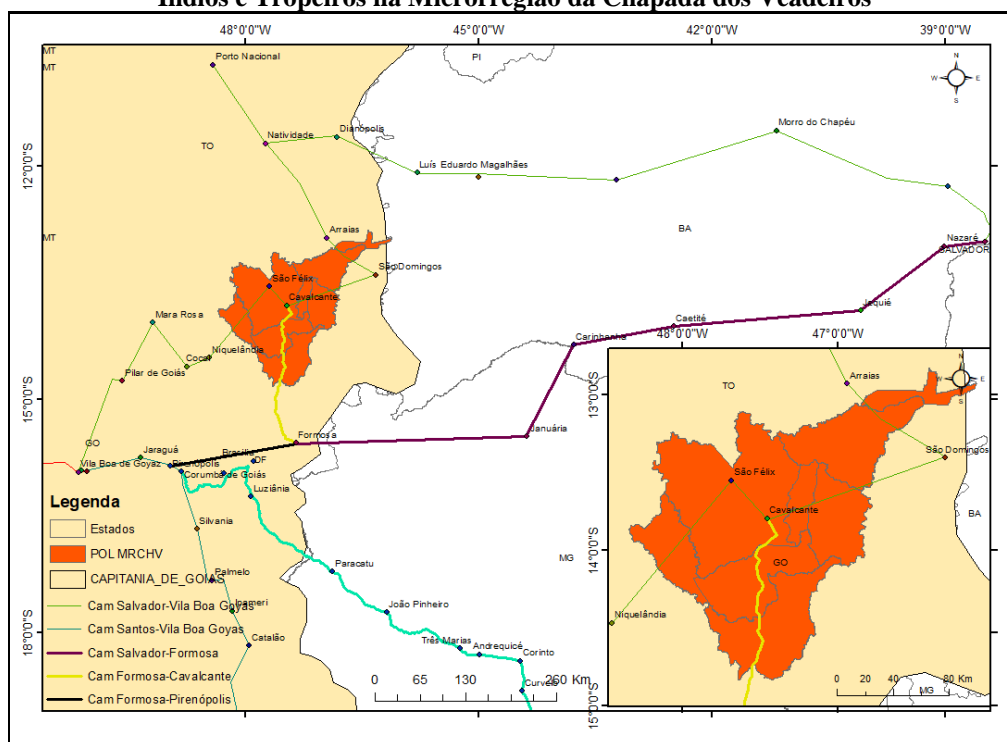 Índios e Tropeiros na Microrregião da Chapada dos Veadeiros
48°0'0"W
45°0'0"W
42°0'0"W
39°0'0"W
MT
MT
Porto Nacional
PI
N
W
E
S
Natividade
Dianópolis
Morro do Chapéu
TO
12°0'0"S
Luís Eduardo Magalhães
BA
MT
Arraias
Nazaré
SALVADOR
São Domingos
São Félix
Cavalcante
Mara Rosa
Jequié
Caetité
Carinhanha
Niquelândia
Cocal
Pilar de Goiás
15°0'0"S
Formosa
Januária
GO
Jaraguá
Brasília
DF
Vila Boa de Goyaz
Pirenópolis
Corumbá de Goiás
Luziânia
Silvania
MG
Palmelo
Paracatu
Ipameri
João Pinheiro
18°0'0"S
Catalão
Três Marias
Andrequicé
Corinto
Curvelo
0
65
130
260 Km
Legenda
Estados
POL MRCHV
CAPITANIA_DE_GOIAS
Cam Salvador-Vila Boa Goyas
Cam Santos-Vila Boa Goyas
Cam Salvador-Formosa
Cam Formosa-Cavalcante
Cam Formosa-Pirenópolis
48°0'0"W
47°0'0"W
TO
Arraias
N
W
E
S
13°0'0"S
São Domingos
São Félix
Cavalcante
BA
14°0'0"S
GO
Niquelândia
0
20
40
80 Km
MG
15°0'0"S